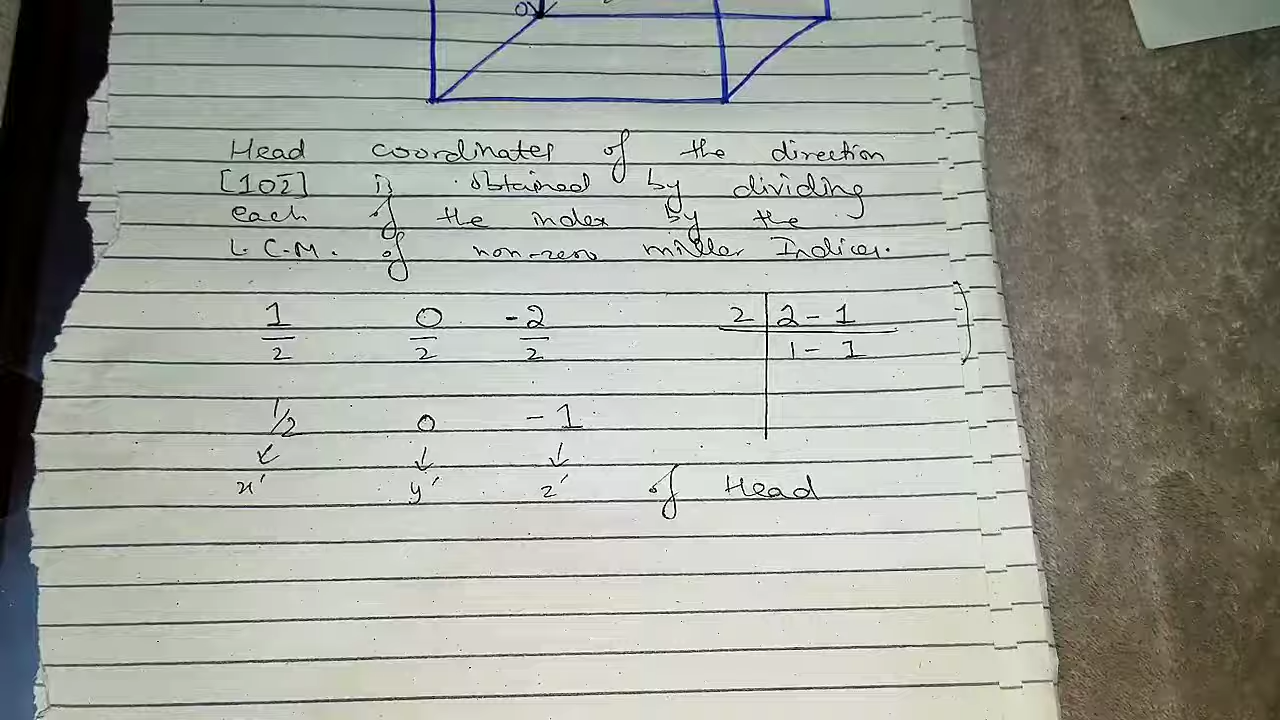 O
Head coordinates of the direction
[102̄] is obtained by dividing
each of the index by the
L.C.M. of non-zero miller Indices.
1/2 0/2 -2/2 2 | 2 - 1
1 - 1
1/2 0 -1
x' y' z' of Head